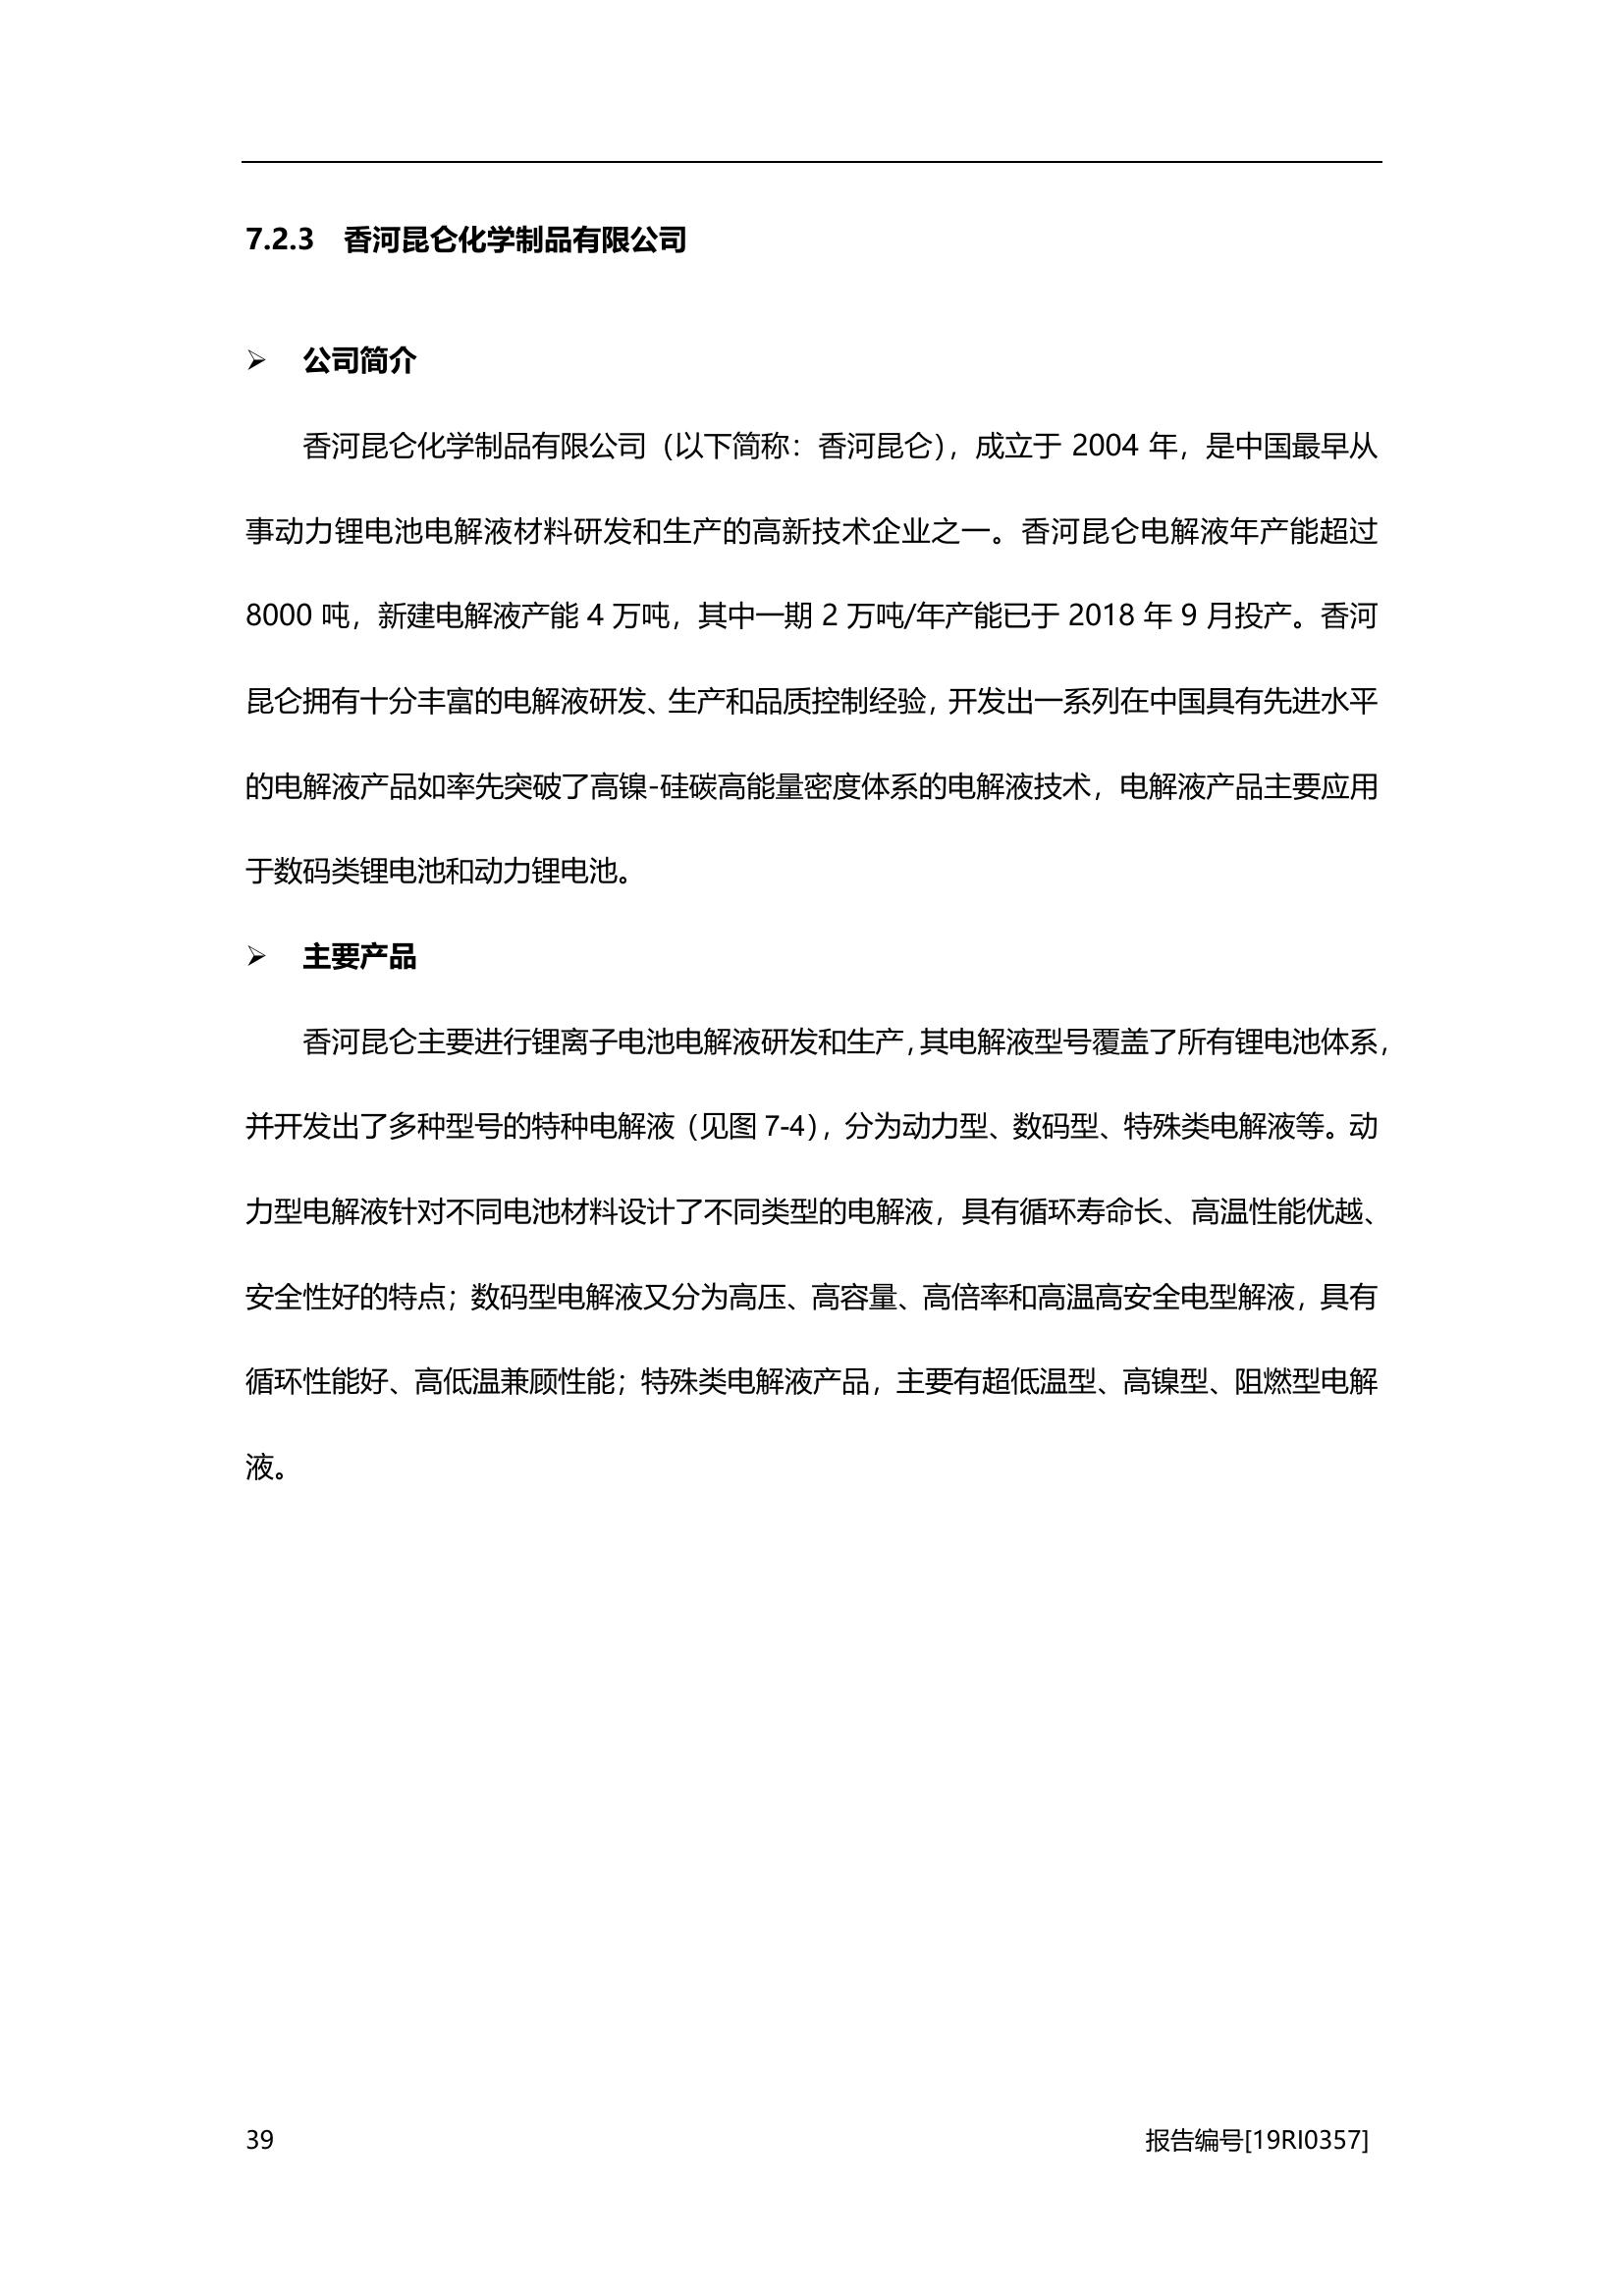 7.2.3 香河昆仑化学制品有限公司
➢ 公司简介
香河昆仑化学制品有限公司（以下简称：香河昆仑），成立于 2004 年，是中国最早从
事动力锂电池电解液材料研发和生产的高新技术企业之一。香河昆仑电解液年产能超过
8000 吨，新建电解液产能 4 万吨，其中一期 2 万吨/年产能已于 2018 年 9 月投产。香河
昆仑拥有十分丰富的电解液研发、生产和品质控制经验，开发出一系列在中国具有先进水平
的电解液产品如率先突破了高镍-硅碳高能量密度体系的电解液技术，电解液产品主要应用
于数码类锂电池和动力锂电池。
➢ 主要产品
香河昆仑主要进行锂离子电池电解液研发和生产，其电解液型号覆盖了所有锂电池体系，
并开发出了多种型号的特种电解液（见图 7-4），分为动力型、数码型、特殊类电解液等。动
力型电解液针对不同电池材料设计了不同类型的电解液，具有循环寿命长、高温性能优越、
安全性好的特点；数码型电解液又分为高压、高容量、高倍率和高温高安全电型解液，具有
循环性能好、高低温兼顾性能；特殊类电解液产品，主要有超低温型、高镍型、阻燃型电解
液。
39 报告编号[19RI0357]